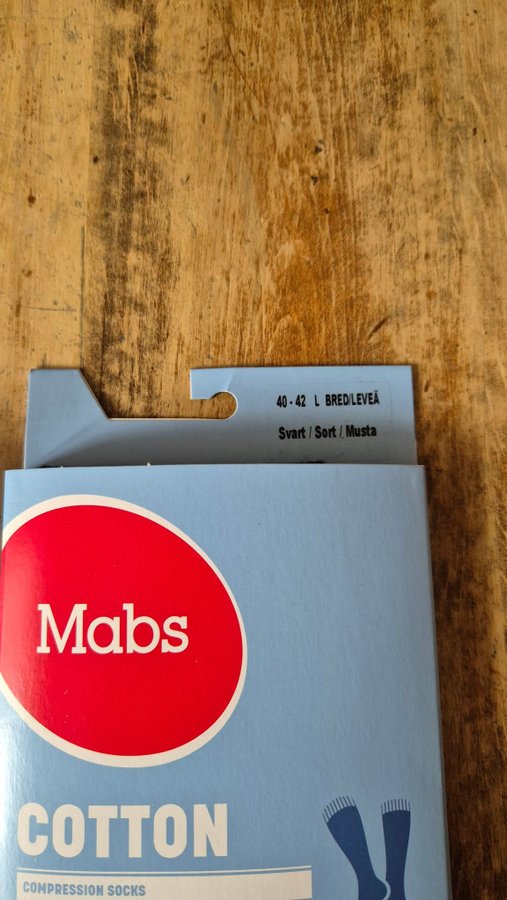 40 - 42 L BRED/LEVEÄ
Svart / Sort / Musta
Mabs
COTTON
COMPRESSION SOCKS